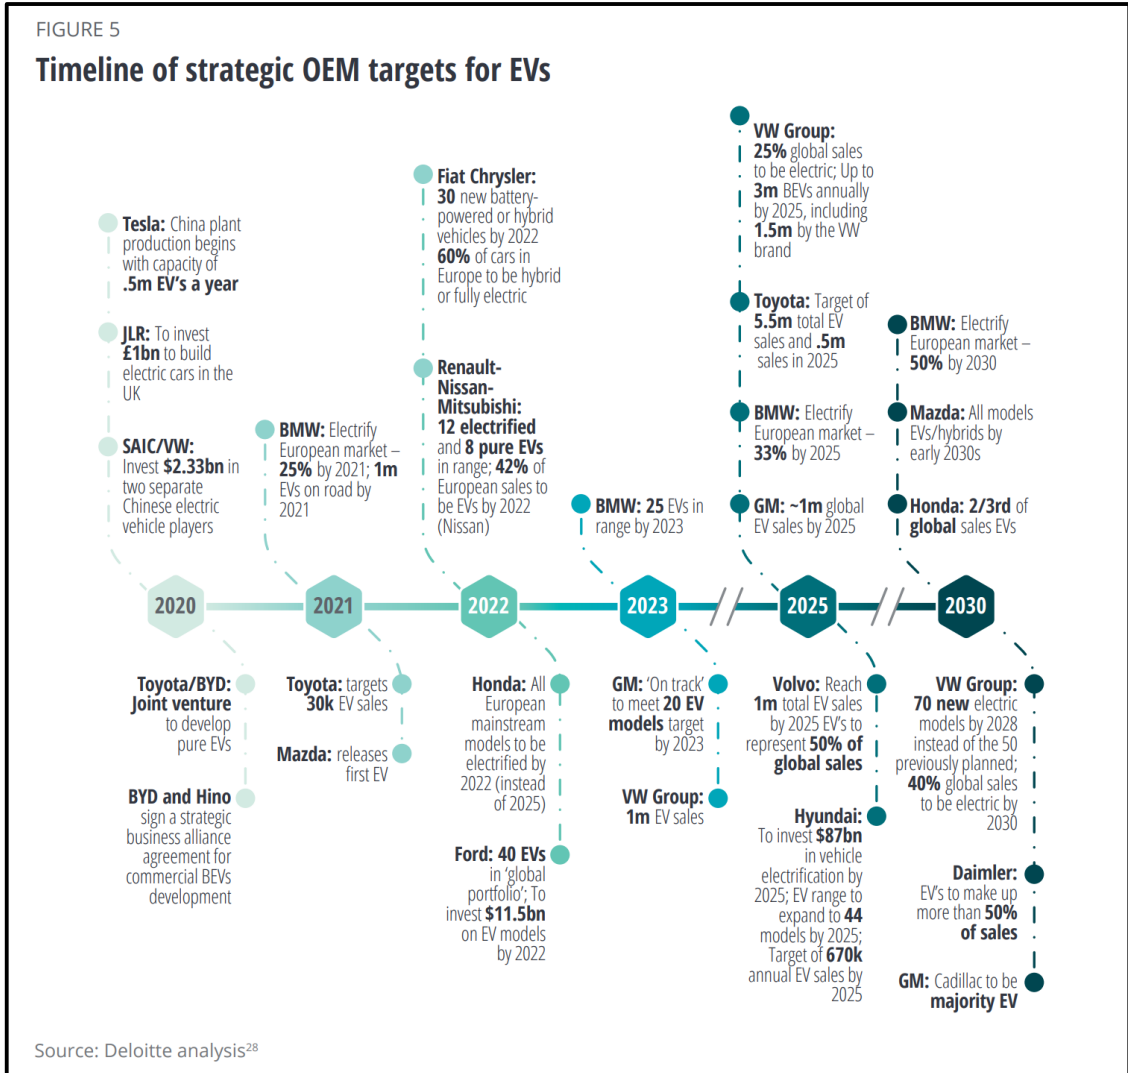 FIGURE 5
Timeline of strategic OEM targets for EVs
Tesla: China plant
production begins
with capacity of
.5m EV's a year
JLR: To invest
£1bn to build
electric cars in the
UK
SAIC/VW:
Invest $2.33bn in
two separate
Chinese electric
vehicle players
BMW: Electrify
European market –
25% by 2021; 1m
EVs on road by
2021
Fiat Chrysler:
30 new battery-
powered or hybrid
vehicles by 2022
60% of cars in
Europe to be hybrid
or fully electric
Renault-
Nissan-
Mitsubishi:
12 electrified
and 8 pure EVs
in range; 42% of
European sales to
be EVs by 2022
(Nissan)
BMW: 25 EVs in
range by 2023
VW Group:
25% global sales
to be electric; Up to
3m BEVs annually
by 2025, including
1.5m by the VW
brand
Toyota: Target of
5.5m total EV
sales and .5m
sales in 2025
BMW: Electrify
European market –
33% by 2025
GM: ~1m global
EV sales by 2025
BMW: Electrify
European market –
50% by 2030
Mazda: All models
EVs/hybrids by
early 2030s
Honda: 2/3rd of
global sales EVs
2020
2021
2022
2023
2025
2030
Toyota/BYD:
Joint venture
to develop
pure EVs
BYD and Hino
sign a strategic
business alliance
agreement for
commercial BEVs
development
Toyota: targets
30k EV sales
Mazda: releases
first EV
Honda: All
European
mainstream
models to be
electrified by
2022 (instead
of 2025)
Ford: 40 EVs
in 'global
portfolio'; To
invest $11.5bn
on EV models
by 2022
GM: 'On track'
to meet 20 EV
models target
by 2023
VW Group:
1m EV sales
Volvo: Reach
1m total EV sales
by 2025 EV's to
represent 50% of
global sales
Hyundai:
To invest $87bn
in vehicle
electrification by
2025; EV range to
expand to 44
models by 2025;
Target of 670k
annual EV sales by
2025
VW Group:
70 new electric
models by 2028
instead of the 50
previously planned;
40% global sales
to be electric by
2030
Daimler:
EV's to make up
more than 50%
of sales
GM: Cadillac to be
majority EV
Source: Deloitte analysis28